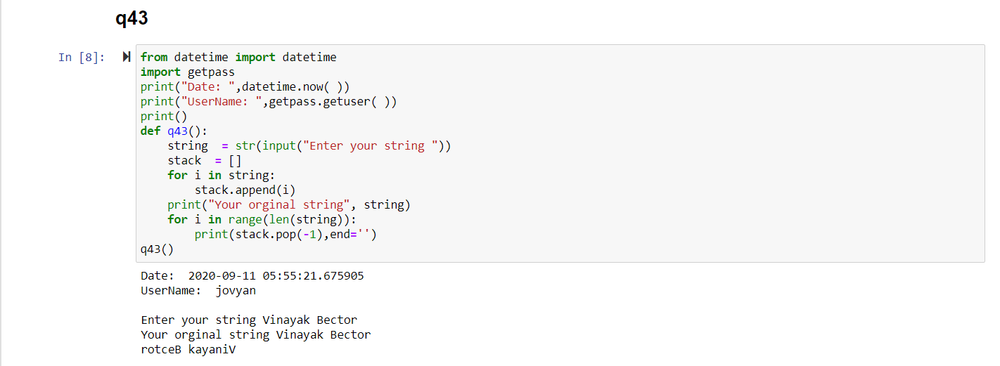 q43
In [8]:
from datetime import datetime
import getpass
print("Date: ",datetime.now( ))
print("UserName: ",getpass.getuser( ))
print()
def q43():
    string  = str(input("Enter your string "))
    stack  = []
    for i in string:
        stack.append(i)
    print("Your orginal string", string)
    for i in range(len(string)):
        print(stack.pop(-1),end='')
q43()
Date:  2020-09-11 05:55:21.675905
UserName:  jovyan
Enter your string Vinayak Bector
Your orginal string Vinayak Bector
rotceB kayaniV